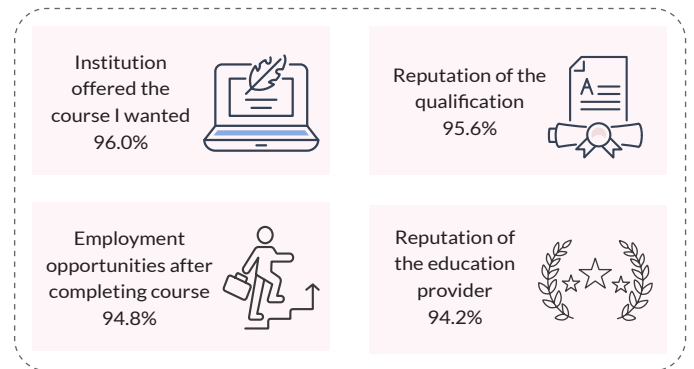 Institution
offered the
course I wanted
96.0%
Reputation of the
qualification
95.6%
A
Employment
opportunities after
completing course
94.8%
Reputation of
the education
provider
94.2%